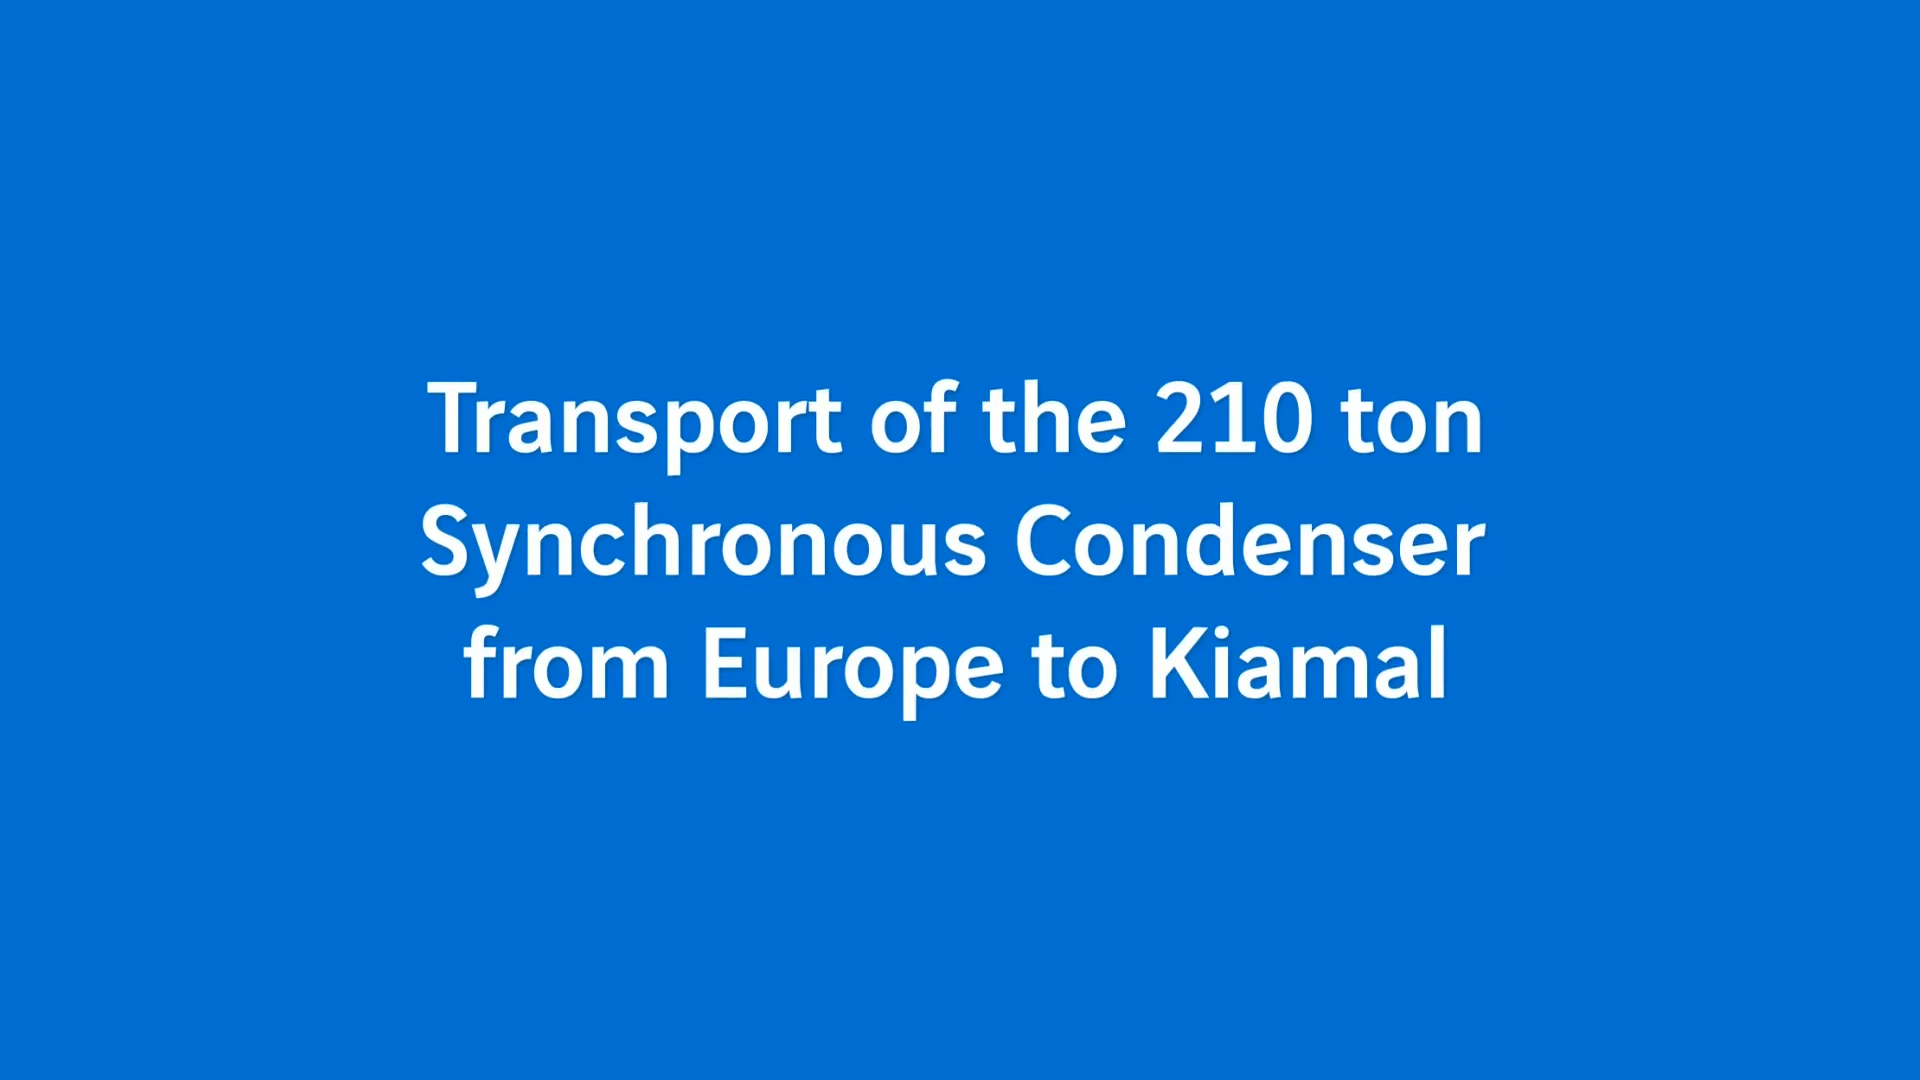 Transport of the 210 ton
Synchronous Condenser
from Europe to Kiamal